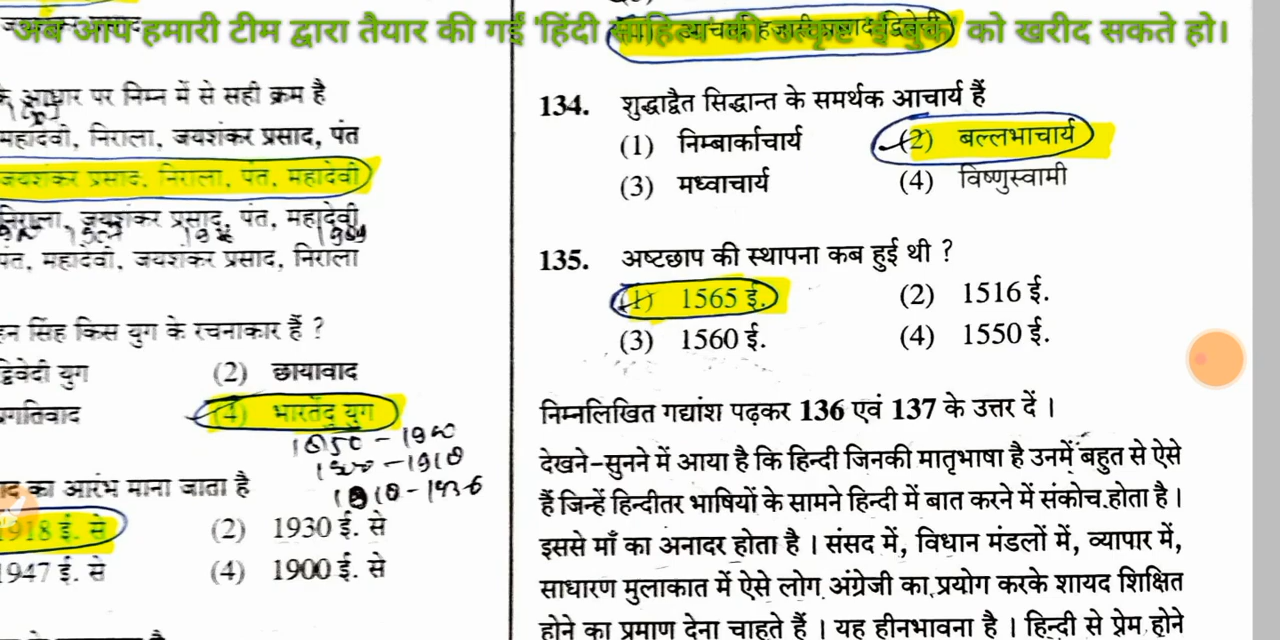 अब आप हमारी टीम द्वारा तैयार की गई 'हिंदी साहित्य की उत्कृष्ट ई-बुक' को खरीद सकते हो।
आधार पर निम्न में से सही क्रम है
महादेवी, निराला, जयशंकर प्रसाद, पंत
जयशंकर प्रसाद, निराला, पंत, महादेवी
निराला, जयशंकर प्रसाद, पंत, महादेवी
पंत, महादेवी, जयशंकर प्रसाद, निराला
सिंह किस युग के रचनाकार हैं ?
द्विवेदी युग (2) छायावाद
प्रगतिवाद (4) भारतेंदु युग
1850 - 1900
1900 - 1918
1918 - 1936
का आरंभ माना जाता है
1918 ई. से (2) 1930 ई. से
1947 ई. से (4) 1900 ई. से
134. शुद्धाद्वैत सिद्धान्त के समर्थक आचार्य हैं
(1) निम्बार्काचार्य (2) बल्लभाचार्य
(3) मध्वाचार्य (4) विष्णुस्वामी
135. अष्टछाप की स्थापना कब हुई थी ?
(1) 1565 ई. (2) 1516 ई.
(3) 1560 ई. (4) 1550 ई.
निम्नलिखित गद्यांश पढ़कर 136 एवं 137 के उत्तर दें ।
देखने-सुनने में आया है कि हिन्दी जिनकी मातृभाषा है उनमें बहुत से ऐसे
हैं जिन्हें हिन्दीतर भाषियों के सामने हिन्दी में बात करने में संकोच होता है ।
इससे माँ का अनादर होता है । संसद में, विधान मंडलों में, व्यापार में,
साधारण मुलाकात में ऐसे लोग अंग्रेजी का प्रयोग करके शायद शिक्षित
होने का प्रमाण देना चाहते हैं । यह हीनभावना है । हिन्दी से प्रेम होने